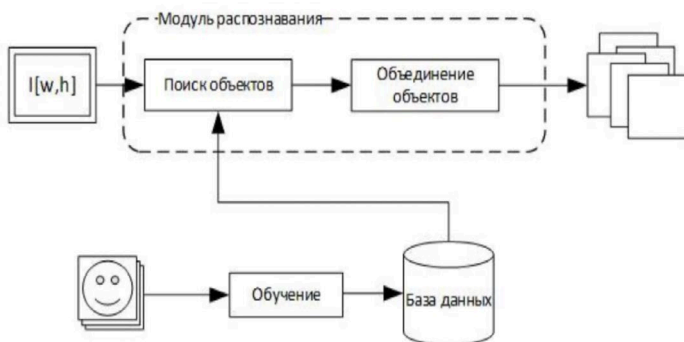 Модуль распознавания
I[w,h]
Поиск объектов
Объединение
объектов
Обучение
База данных